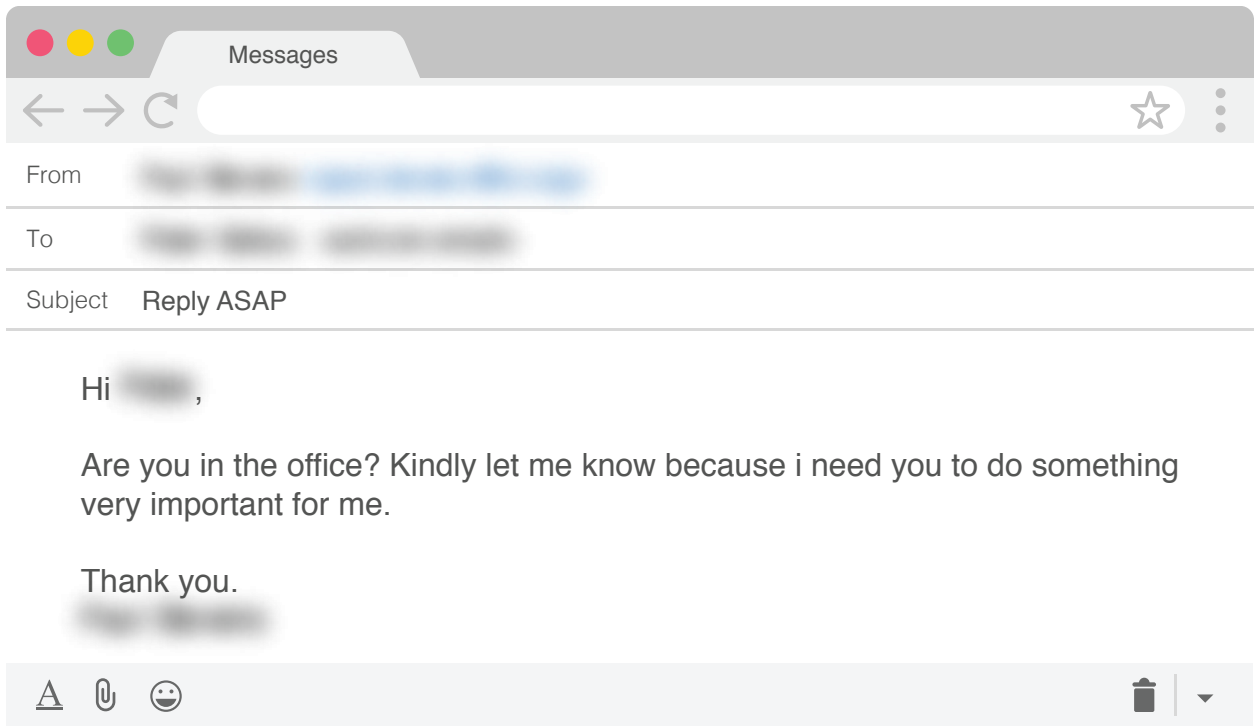 Messages
From
To
Subject Reply ASAP
Hi ,
Are you in the office? Kindly let me know because i need you to do something
very important for me.
Thank you.
A